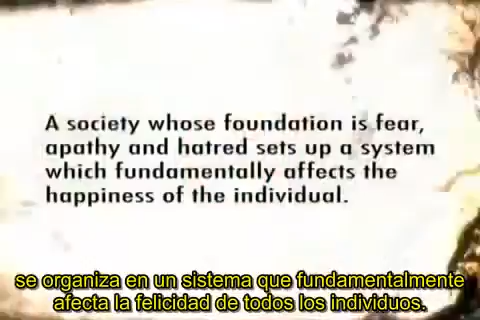 A society whose foundation is fear,
apathy and hatred sets up a system
which fundamentally affects the
happiness of the individual.
se organiza en un sistema que fundamentalmente
afecta la felicidad de todos los individuos.